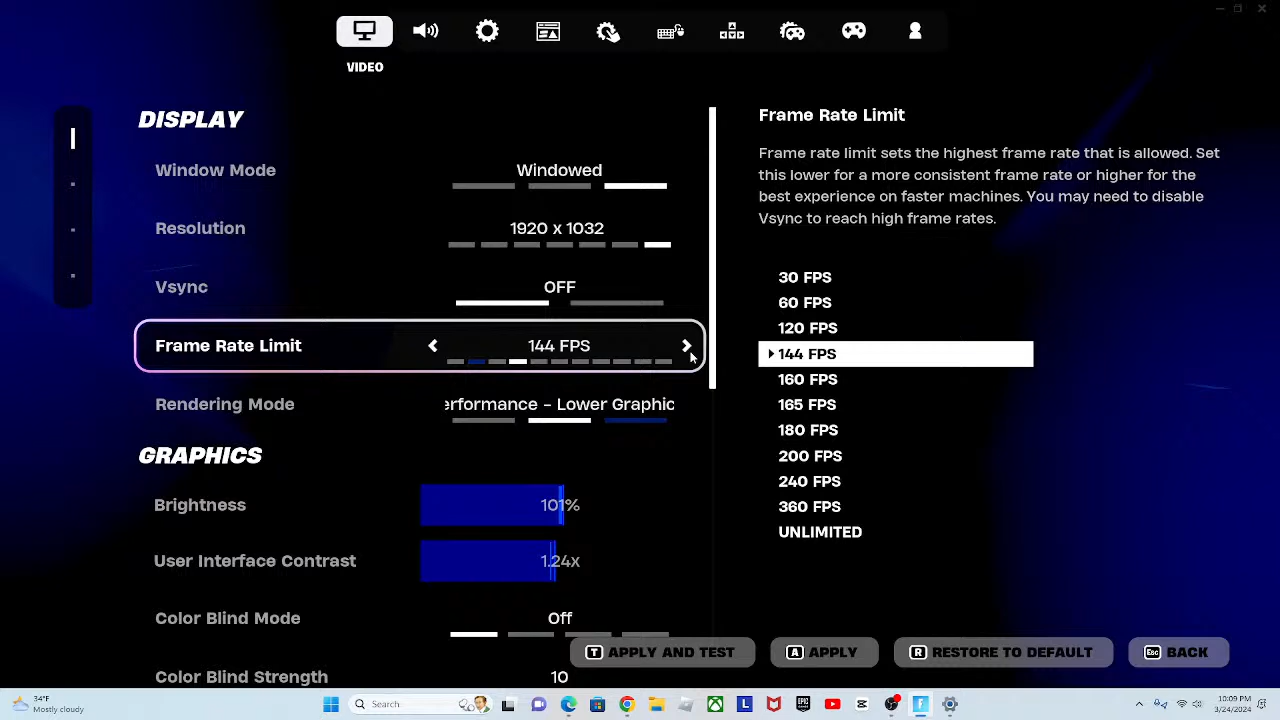 VIDEO
DISPLAY
Window Mode
Windowed
Resolution
1920 x 1032
Vsync
OFF
Frame Rate Limit
144 FPS
Rendering Mode
erformance - Lower Graphic
GRAPHICS
Brightness
101%
User Interface Contrast
1.24x
Color Blind Mode
Off
Color Blind Strength
10
Frame Rate Limit
Frame rate limit sets the highest frame rate that is allowed. Set
this lower for a more consistent frame rate or higher for the
best experience on faster machines. You may need to disable
Vsync to reach high frame rates.
30 FPS
60 FPS
120 FPS
144 FPS
160 FPS
165 FPS
180 FPS
200 FPS
240 FPS
360 FPS
UNLIMITED
T APPLY AND TEST
A APPLY
R RESTORE TO DEFAULT
Esc BACK
34°F
Mostly cloudy
Search
10:09 PM
3/24/2024